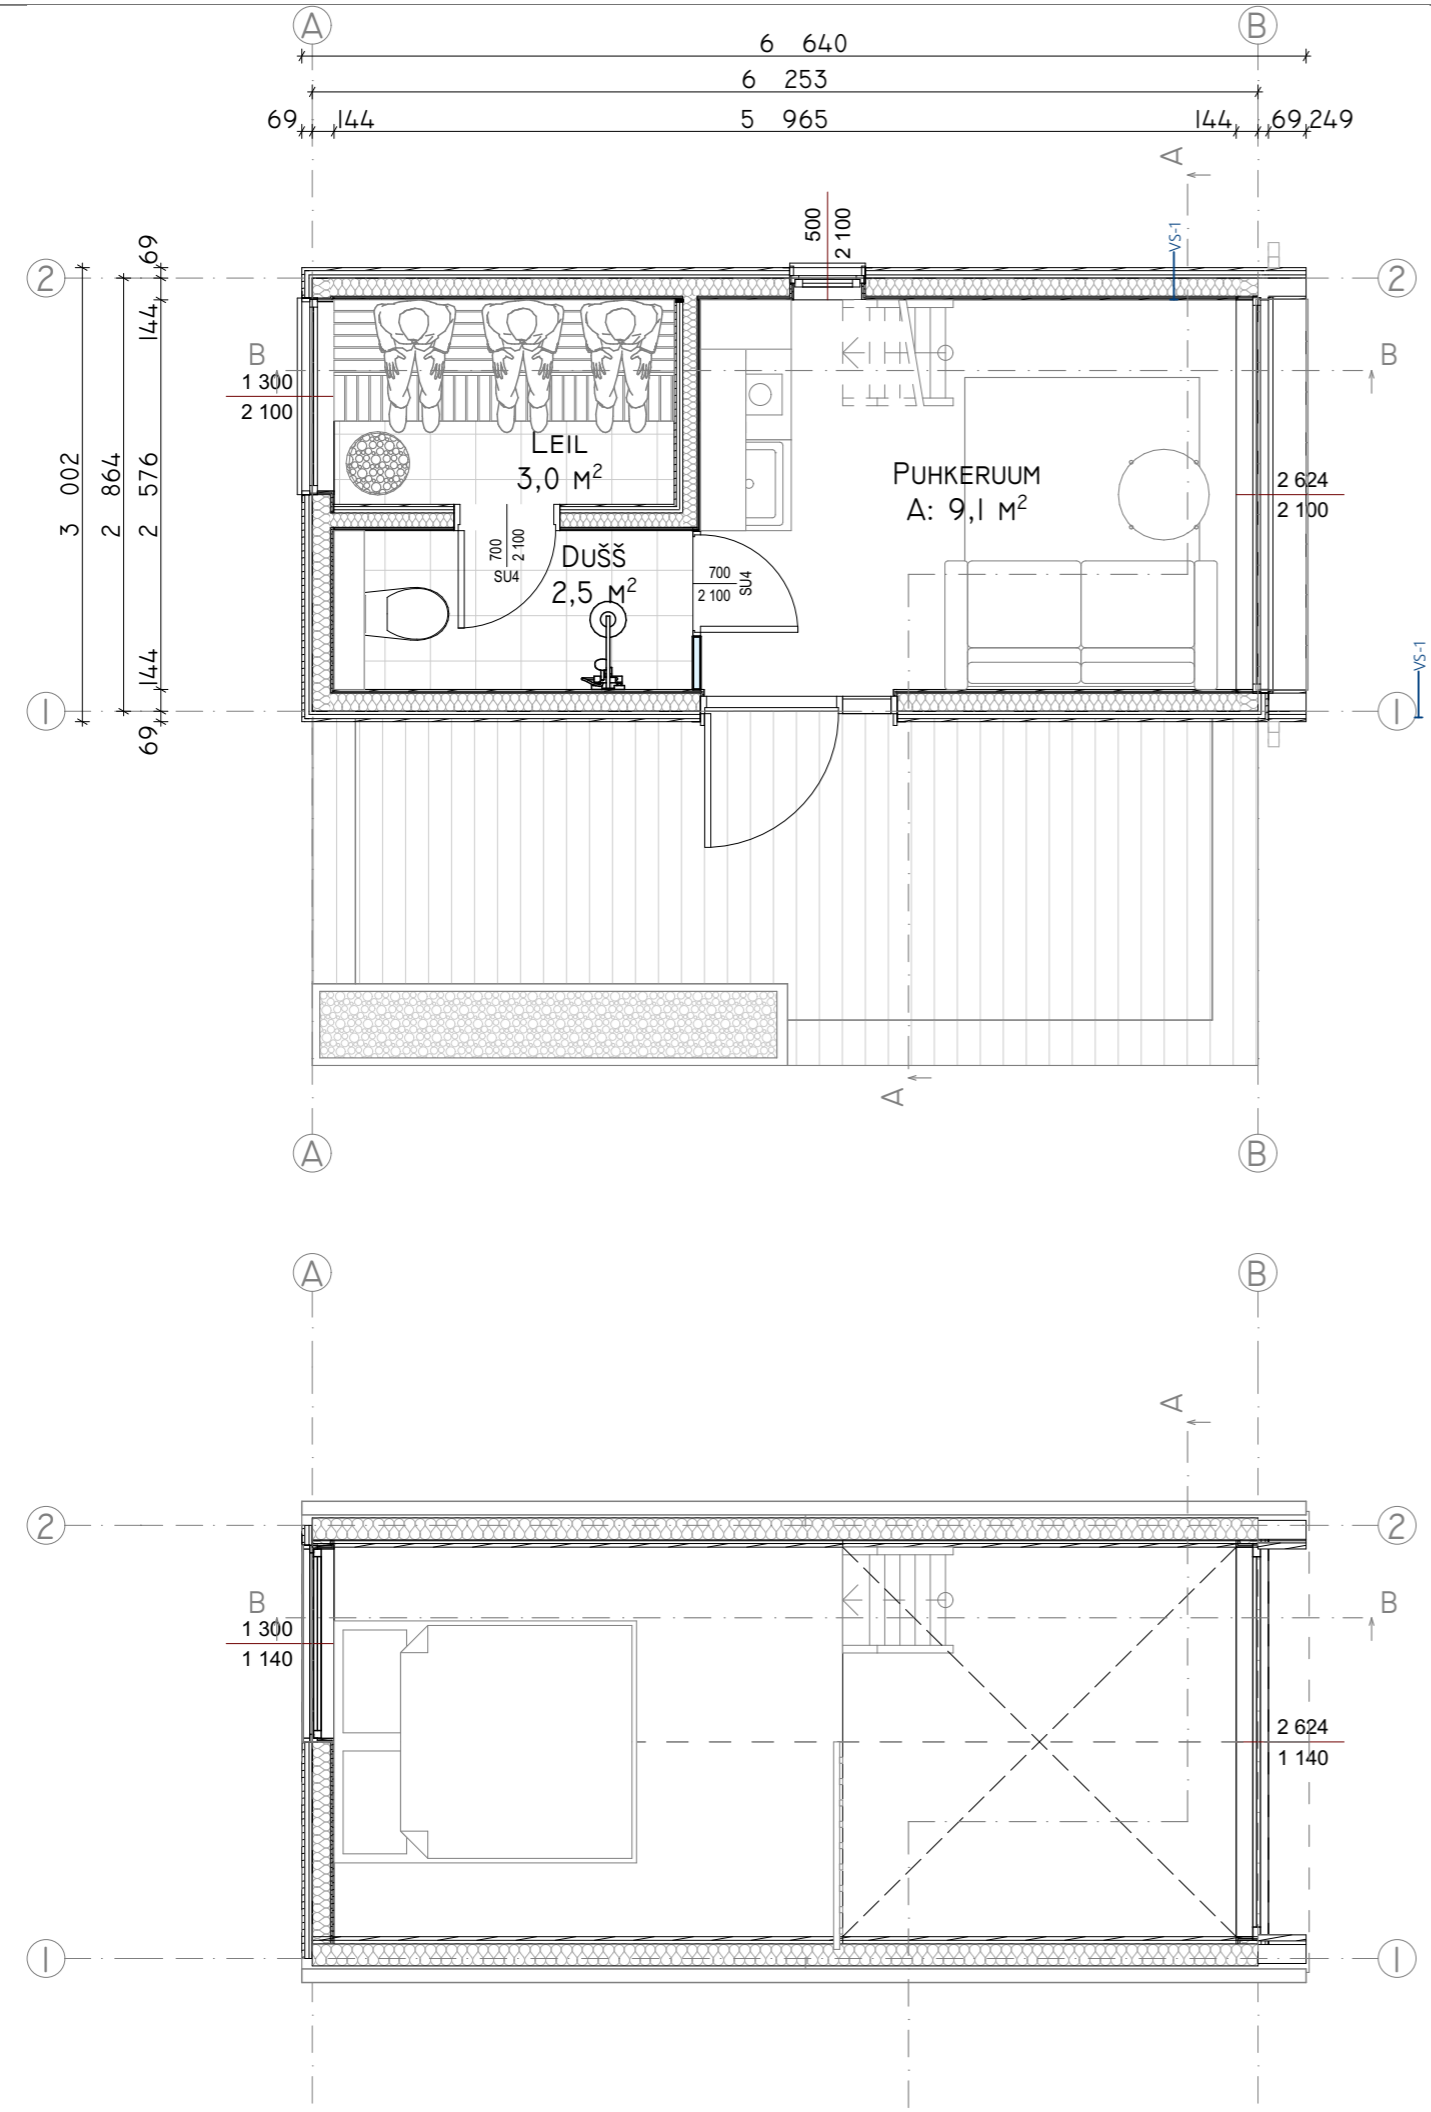 A B
6 640
6 253
69 144 5 965 144 69 249
A
500
2 100
VS-1
2 2
69
144
B B
1 300
2 100
LEIL
3,0 M²
PUHKERUUM
A: 9,1 M²
2 624
2 100
3 002
2 864
2 576
700
2 100
SU4
DUŠŠ
2,5 M²
700
2 100
SU4
144
69
VS-1
1 1
A
A B
A B
A
2 2
B B
1 300
1 140
2 624
1 140
1 1